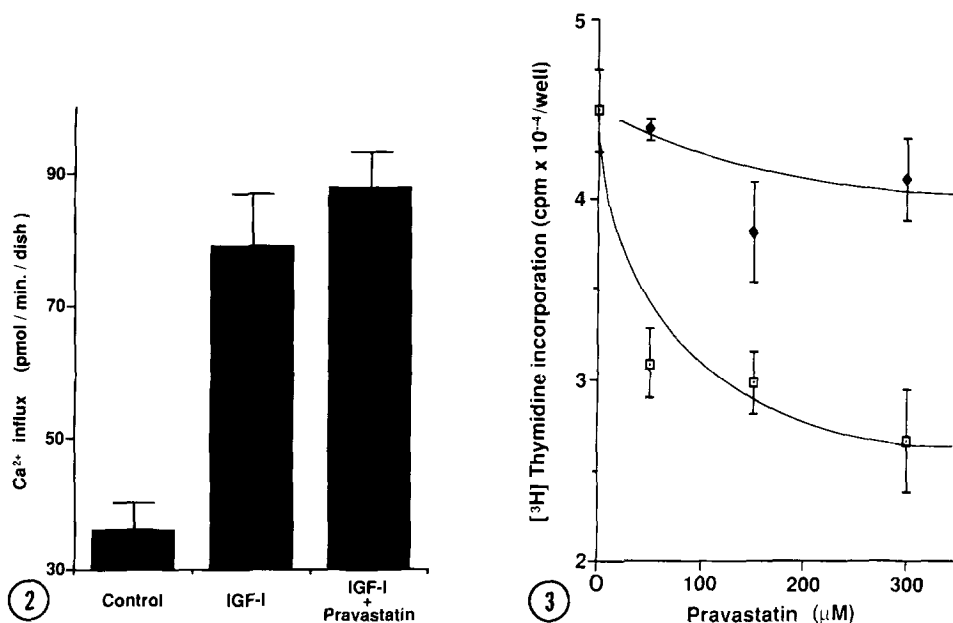 90
70
50
30
Ca²⁺ influx (pmol / min. / dish)
Control
IGF-I
IGF-I
+
Pravastatin
2
5
4
3
2
[³H] Thymidine incorporation (cpm x 10⁻⁴/well)
0
100
200
300
Pravastatin (μM)
3